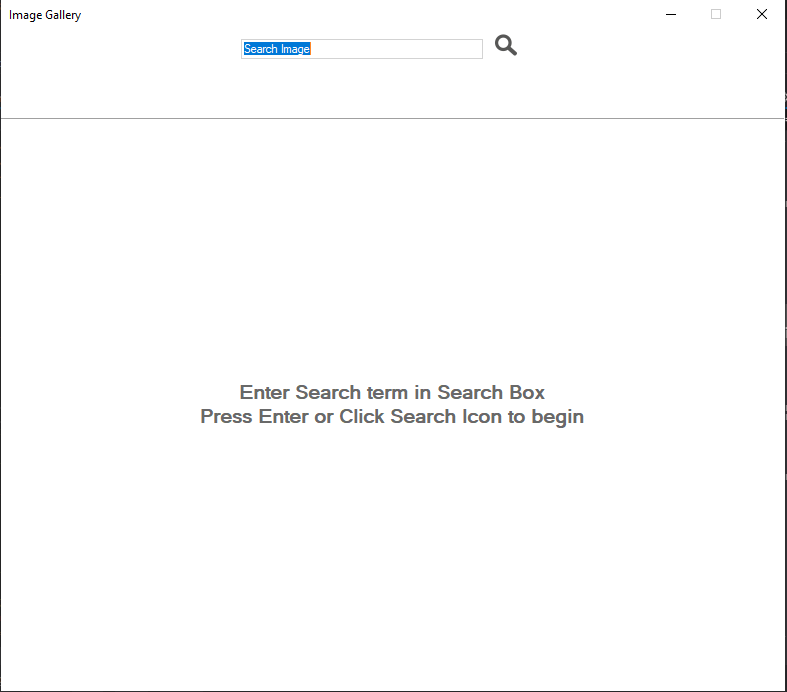 Image Gallery
Search Image
Enter Search term in Search Box
Press Enter or Click Search Icon to begin